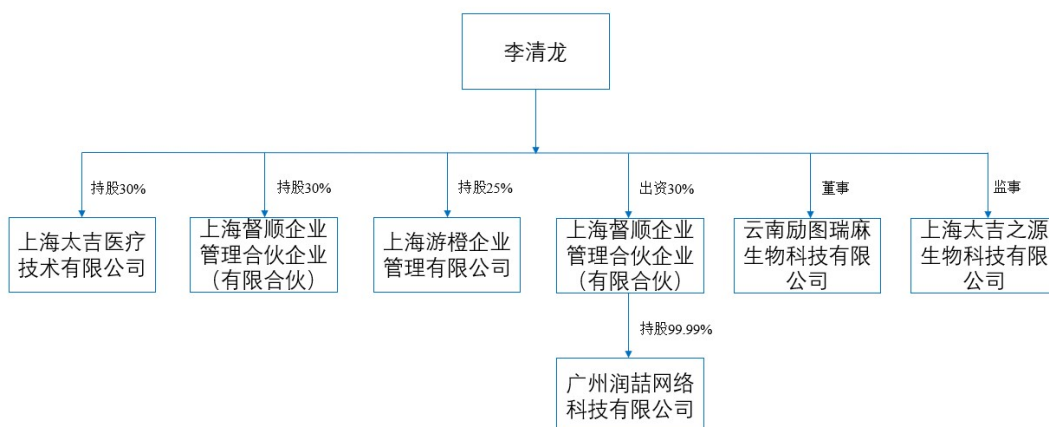 李清龙
持股30%
持股30%
持股25%
出资30%
董事
监事
上海太吉医疗
技术有限公司
上海督顺企业
管理合伙企业
（有限合伙）
上海游橙企业
管理有限公司
上海督顺企业
管理合伙企业
（有限合伙）
云南励图瑞麻
生物科技有限
公司
上海太吉之源
生物科技有限
公司
持股99.99%
广州润喆网络
科技有限公司